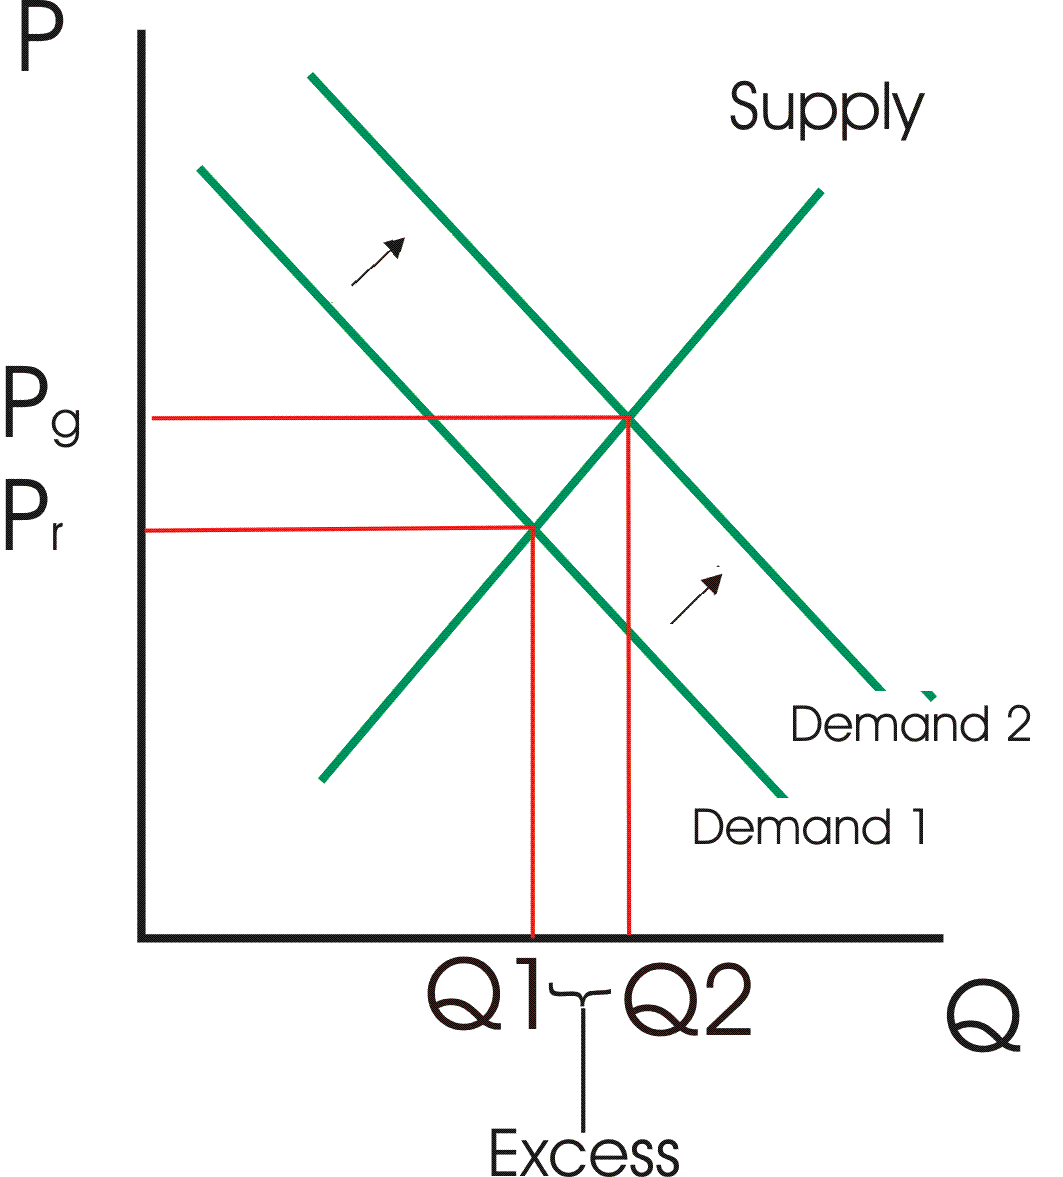 P
Supply
Pg
Pr
Demand 2
Demand 1
Q1
Q2
Q
Excess